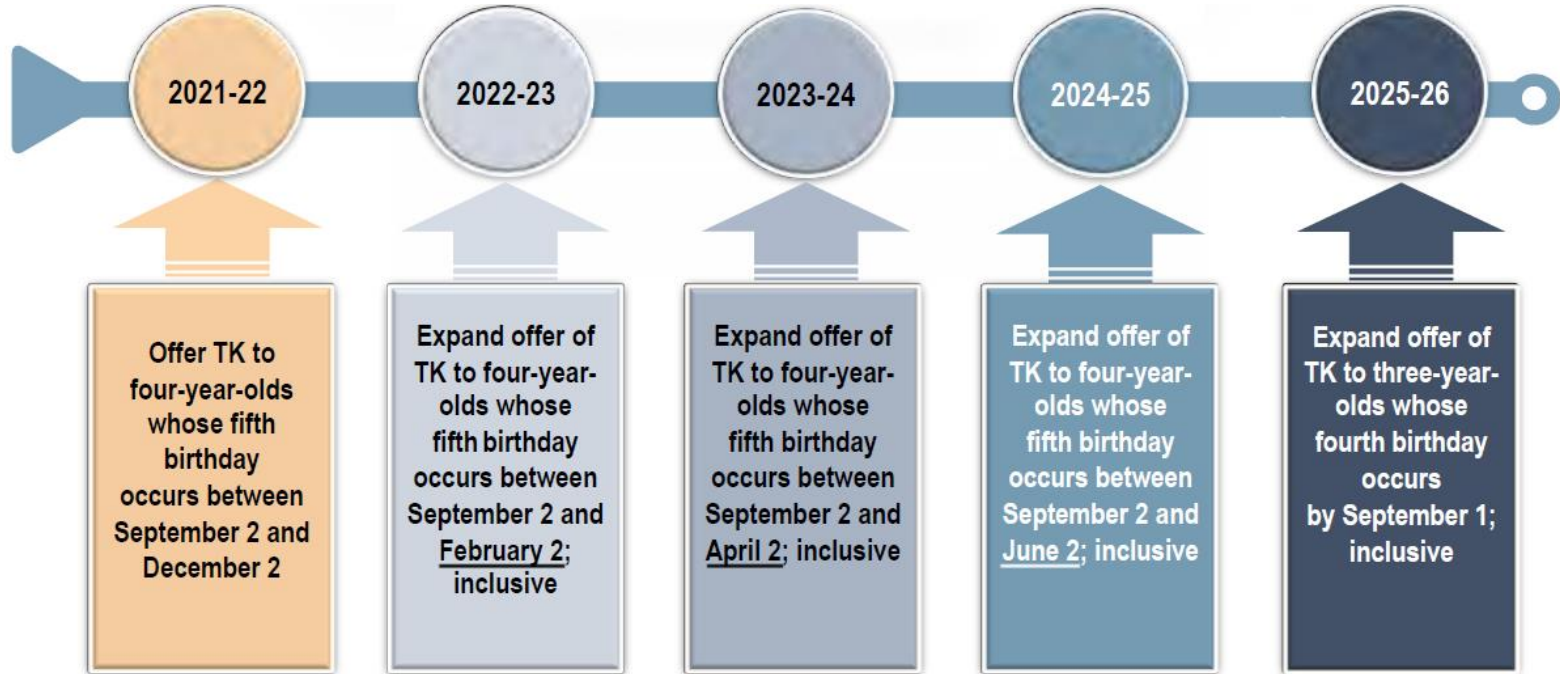 2021-22
2022-23
2023-24
2024-25
2025-26
Offer TK to
four-year-olds
whose fifth
birthday
occurs between
September 2 and
December 2
Expand offer of
TK to four-year-
olds whose
fifth birthday
occurs between
September 2 and
February 2;
inclusive
Expand offer of
TK to four-year-
olds whose
fifth birthday
occurs between
September 2 and
April 2; inclusive
Expand offer of
TK to four-year-
olds whose
fifth birthday
occurs between
September 2 and
June 2; inclusive
Expand offer of
TK to three-year-
olds whose
fourth birthday
occurs
by September 1;
inclusive